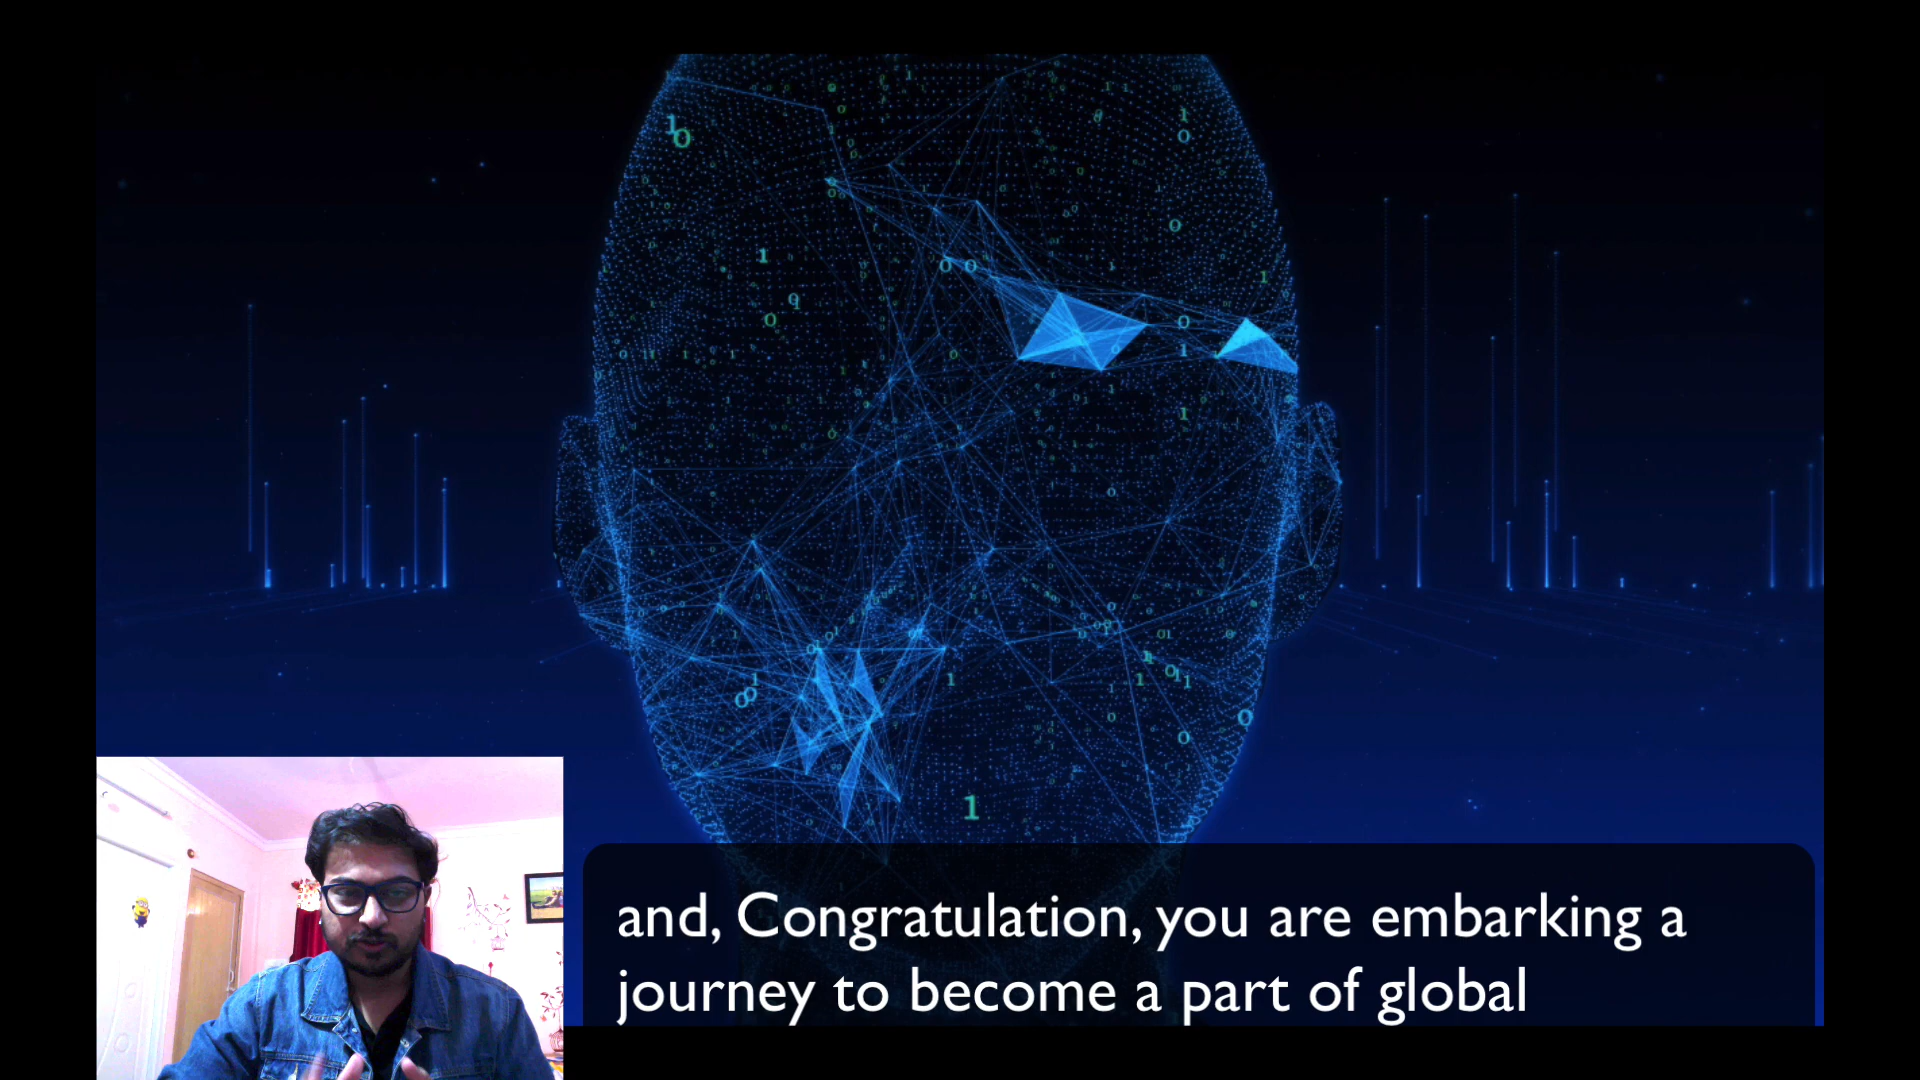 and, Congratulation, you are embarking a
journey to become a part of global